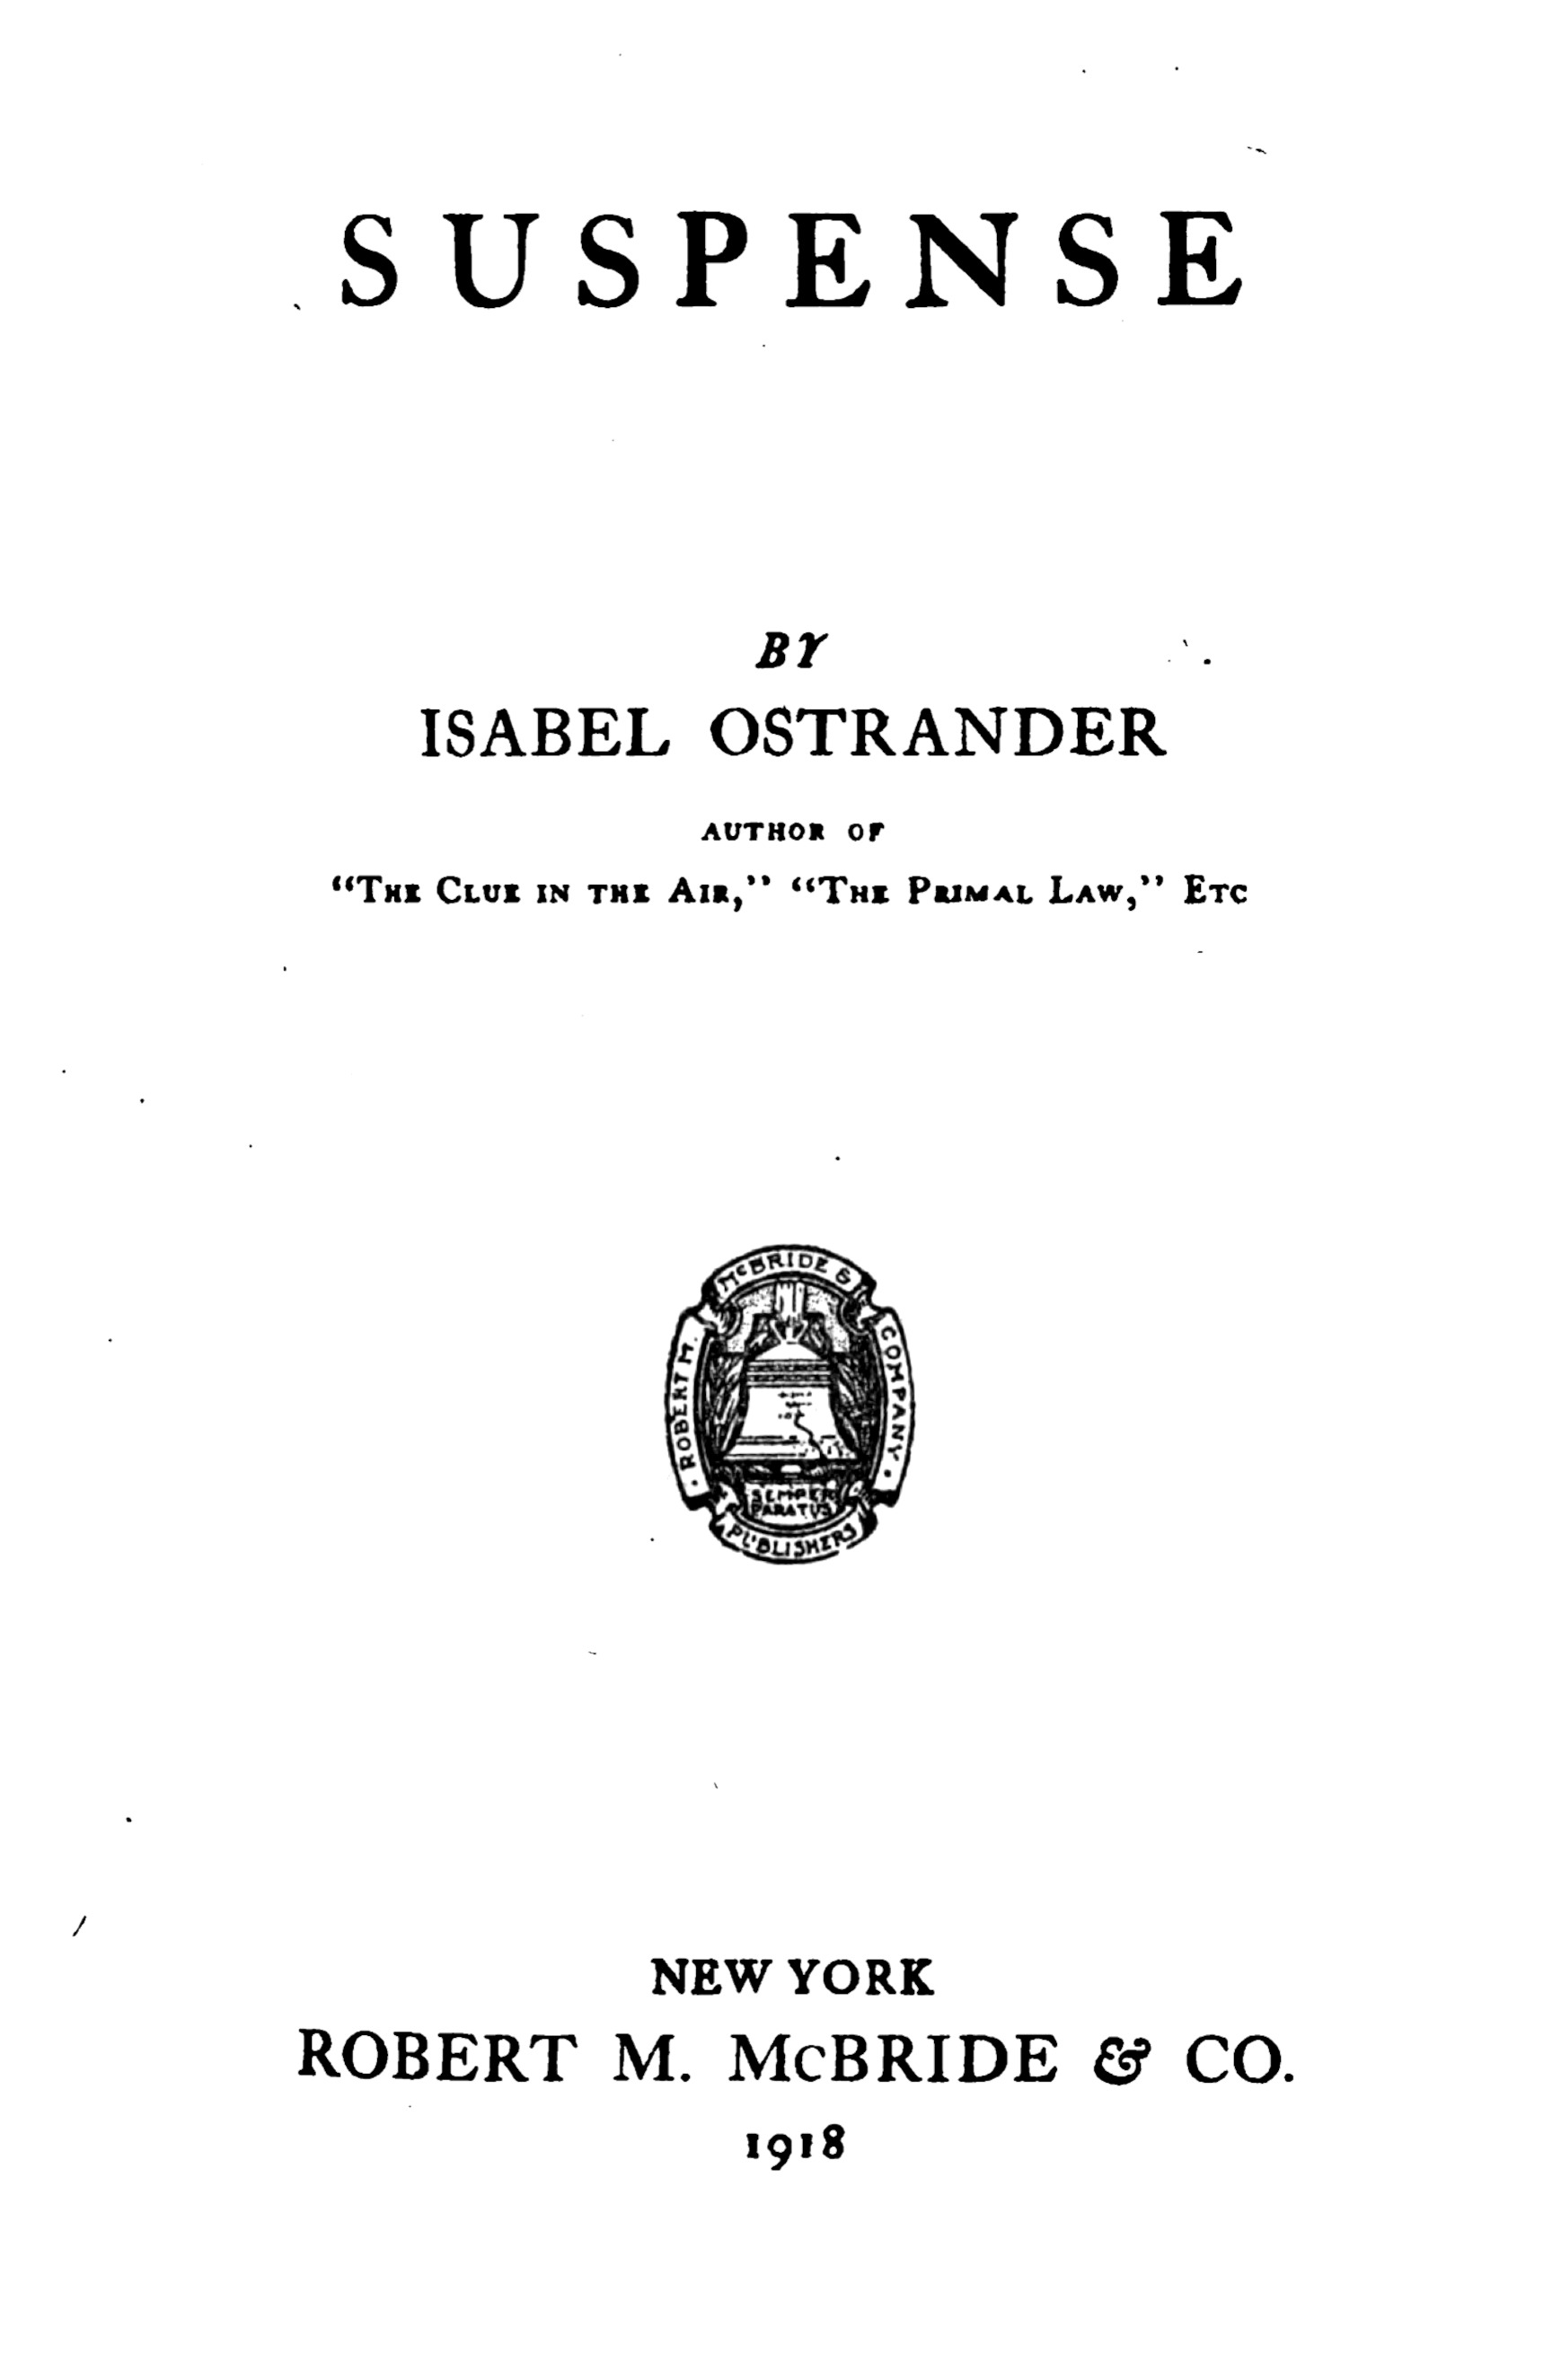 SUSPENSE
BY
ISABEL OSTRANDER
AUTHOR OF
“The Clue in the Air,” “The Primal Law,” Etc
ROBERT M. McBRIDE & COMPANY.
SEMPER
PARATUS
PUBLISHERS
NEW YORK
ROBERT M. McBRIDE & CO.
1918